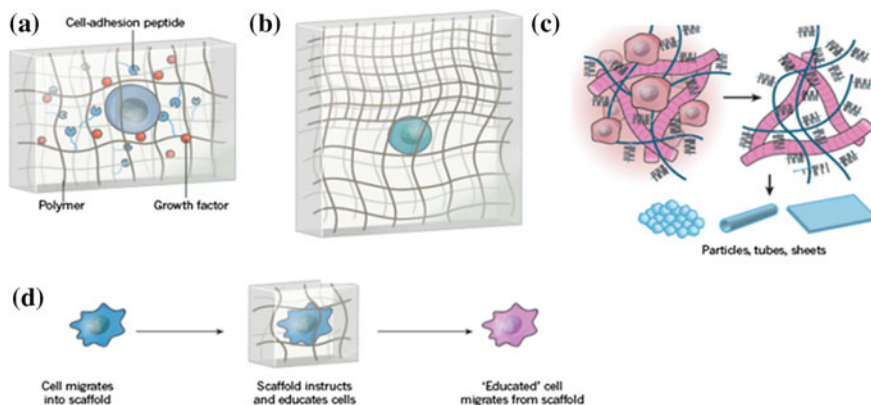 (a)
Cell-adhesion peptide
Polymer
Growth factor
(b)
(c)
Particles, tubes, sheets
(d)
Cell migrates
into scaffold
Scaffold instructs
and educates cells
'Educated' cell
migrates from scaffold